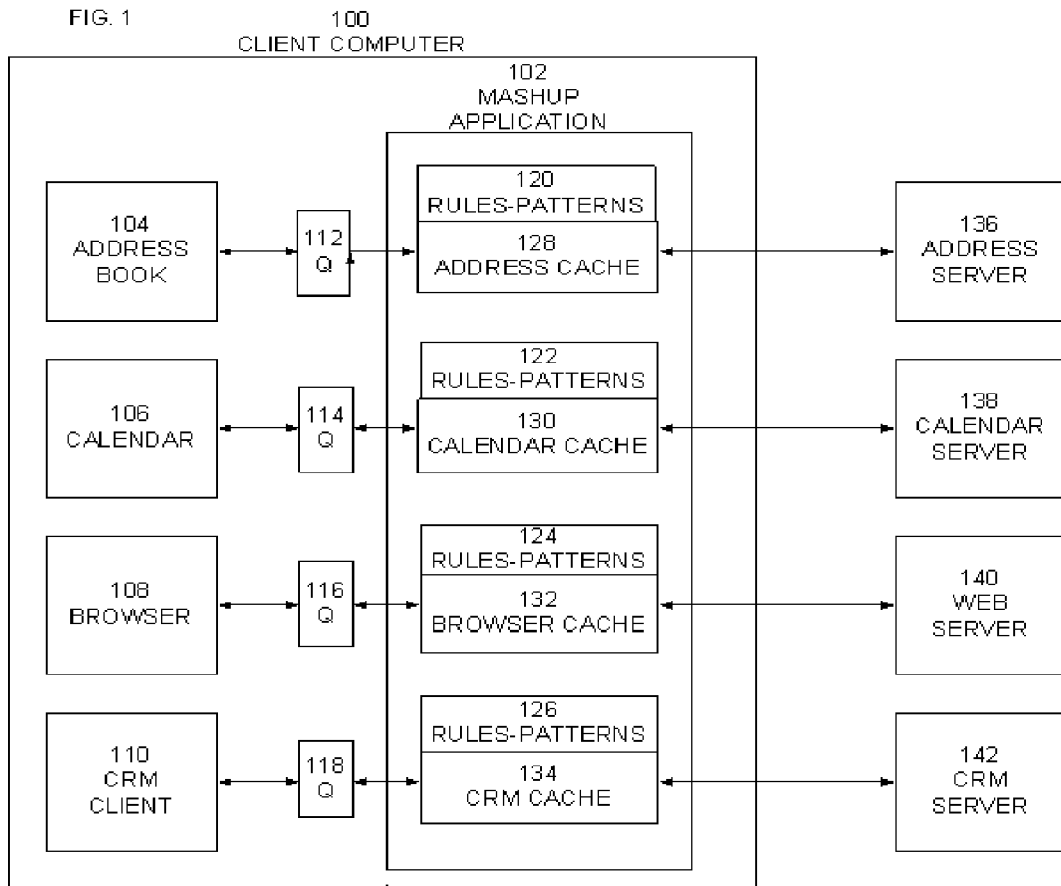 FIG. 1
100
CLIENT COMPUTER
102
MASHUP
APPLICATION
104
ADDRESS
BOOK
112
Q
120
RULES-PATTERNS
128
ADDRESS CACHE
136
ADDRESS
SERVER
106
CALENDAR
114
Q
122
RULES-PATTERNS
130
CALENDAR CACHE
138
CALENDAR
SERVER
108
BROWSER
116
Q
124
RULES-PATTERNS
132
BROWSER CACHE
140
WEB
SERVER
110
CRM
CLIENT
118
Q
126
RULES-PATTERNS
134
CRM CACHE
142
CRM
SERVER